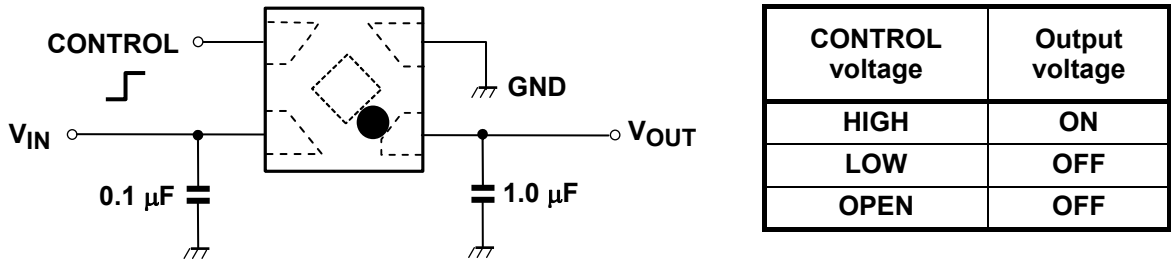 CONTROL
GND
VIN
VOUT
0.1 μF
1.0 μF
CONTROL voltage
Output voltage
HIGH
ON
LOW
OFF
OPEN
OFF